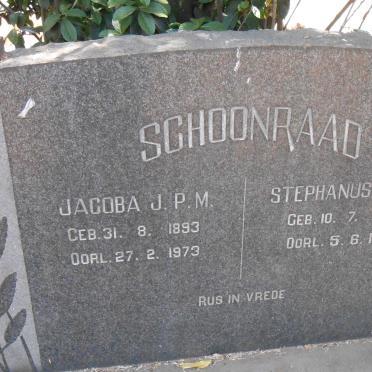 SCHOONRAAD
JACOBA J. P. M.
GEB. 31. 8. 1893
OORL. 27. 2. 1973
STEPHANUS
GEB. 10. 7.
OORL. 5. 6. 1
RUS IN VREDE